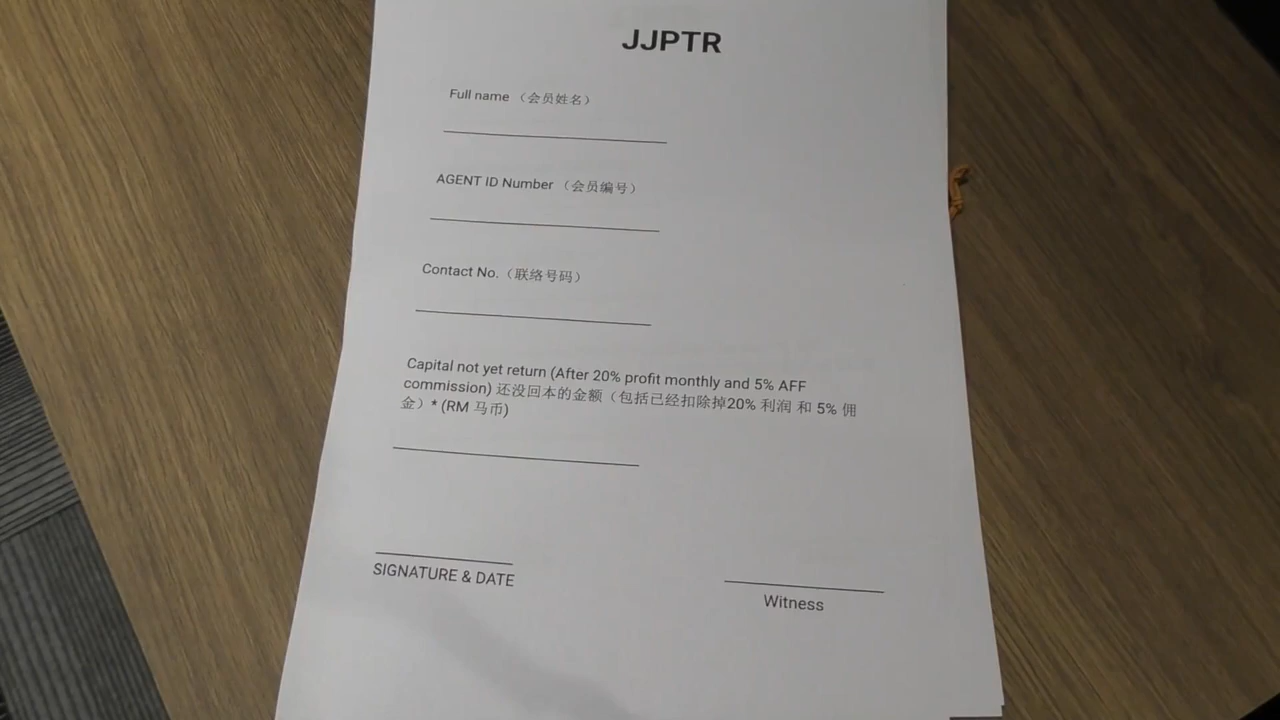 JJPTR
Full name （会员姓名）
AGENT ID Number （会员编号）
Contact No.（联络号码）
Capital not yet return (After 20% profit monthly and 5% AFF
commission) 还没回本的金额（包括已经扣除掉20% 利润 和 5% 佣
金）* (RM 马币)
SIGNATURE & DATE
Witness